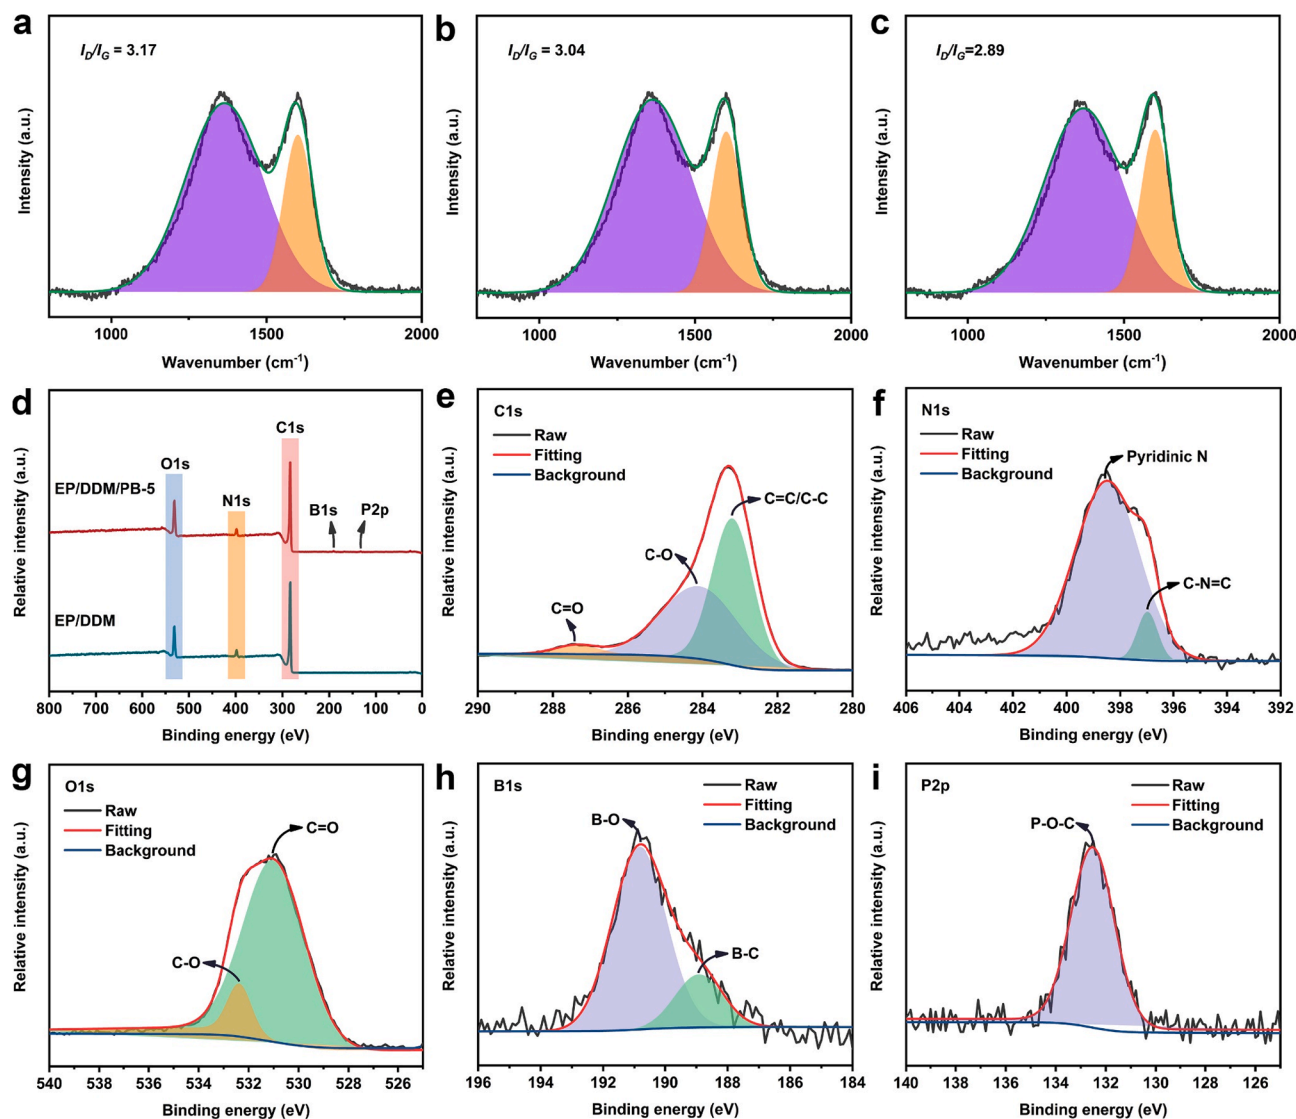 a
I_D/I_G = 3.17
Intensity (a.u.)
1000
1500
2000
Wavenumber (cm⁻¹)
b
I_D/I_G = 3.04
Intensity (a.u.)
1000
1500
2000
Wavenumber (cm⁻¹)
c
I_D/I_G=2.89
Intensity (a.u.)
1000
1500
2000
Wavenumber (cm⁻¹)
d
C1s
O1s
N1s
EP/DDM/PB-5
B1s
P2p
EP/DDM
Relative intensity (a.u.)
800 700 600 500 400 300 200 100 0
Binding energy (eV)
e
C1s
Raw
Fitting
Background
C=C/C-C
C-O
C=O
Relative intensity (a.u.)
290 288 286 284 282 280
Binding energy (eV)
f
N1s
Raw
Fitting
Background
Pyridinic N
C-N=C
Relative intensity (a.u.)
406 404 402 400 398 396 394 392
Binding energy (eV)
g
O1s
Raw
Fitting
Background
C=O
C-O
Relative intensity (a.u.)
540 538 536 534 532 530 528 526
Binding energy (eV)
h
B1s
Raw
Fitting
Background
B-O
B-C
Relative intensity (a.u.)
196 194 192 190 188 186 184
Binding energy (eV)
i
P2p
Raw
Fitting
Background
P-O-C
Relative intensity (a.u.)
140 138 136 134 132 130 128 126
Binding energy (eV)